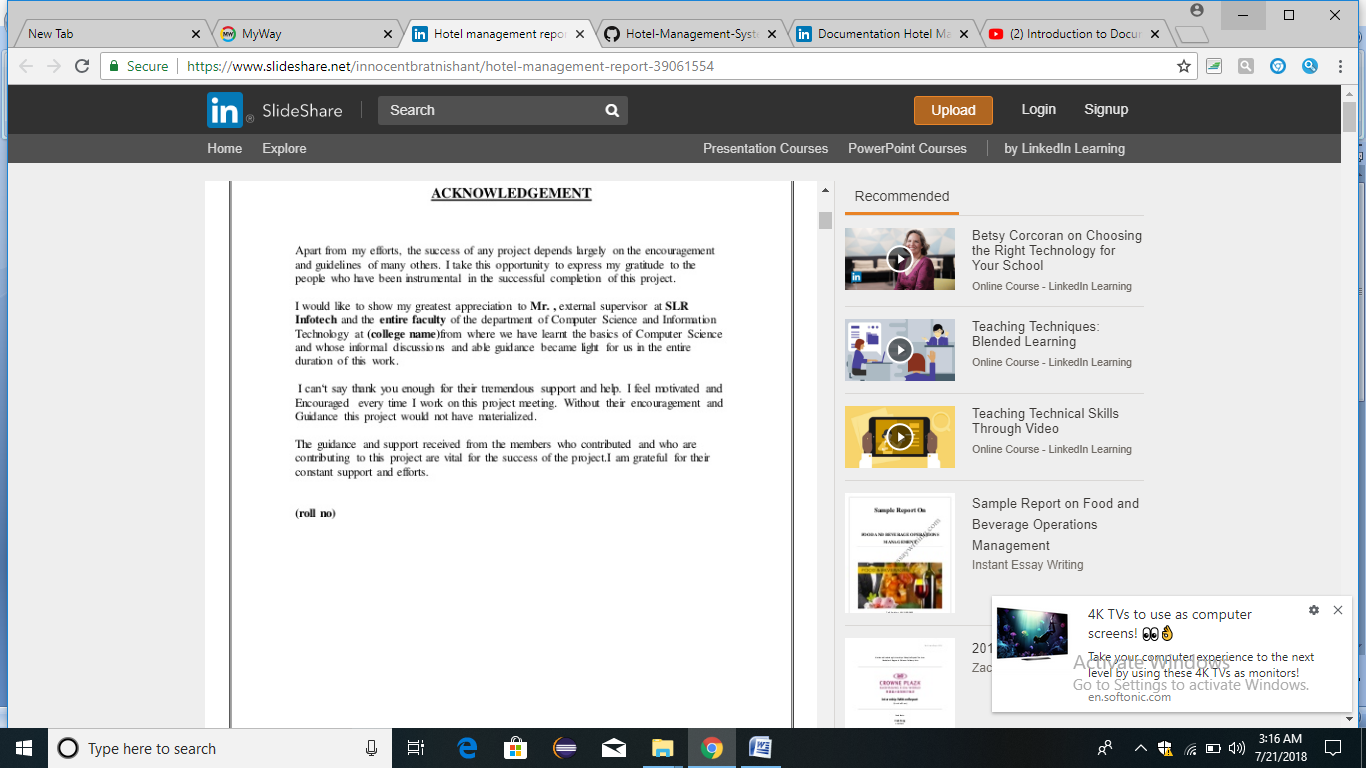 New Tab
MyWay
Hotel management repo
Hotel-Management-Syst
Documentation Hotel Ma
(2) Introduction to Docur
Secure
https://www.slideshare.net/innocentbratnishant/hotel-management-report-39061554
in ® SlideShare
Search
Upload
Login
Signup
Home
Explore
Presentation Courses
PowerPoint Courses
by LinkedIn Learning
ACKNOWLEDGEMENT
Apart from my efforts, the success of any project depends largely on the encouragement
and guidelines of many others. I take this opportunity to express my gratitude to the
people who have been instrumental in the successful completion of this project.
I would like to show my greatest appreciation to Mr. , external supervisor at SLR
Infotech and the entire faculty of the department of Computer Science and Information
Technology at (college name)from where we have learnt the basics of Computer Science
and whose informal discussions and able guidance became light for us in the entire
duration of this work.
I can't say thank you enough for their tremendous support and help. I feel motivated and
Encouraged every time I work on this project meeting. Without their encouragement and
Guidance this project would not have materialized.
The guidance and support received from the members who contributed and who are
contributing to this project are vital for the success of the project.I am grateful for their
constant support and efforts.
(roll no)
Recommended
Betsy Corcoran on Choosing
the Right Technology for
Your School
Online Course - LinkedIn Learning
Teaching Techniques:
Blended Learning
Online Course - LinkedIn Learning
Teaching Technical Skills
Through Video
Online Course - LinkedIn Learning
Sample Report On
FOOD AND BEVERAGE OPERATIONS
MANAGEMENT
Sample Report on Food and
Beverage Operations
Management
Instant Essay Writing
CROWNE PLAZA
201
Zac
4K TVs to use as computer
screens! 👀👌
Take your computer experience to the next
level by using these 4K TVs as monitors!
en.softonic.com
Activate Windows
Go to Settings to activate Windows.
Type here to search
3:16 AM
7/21/2018